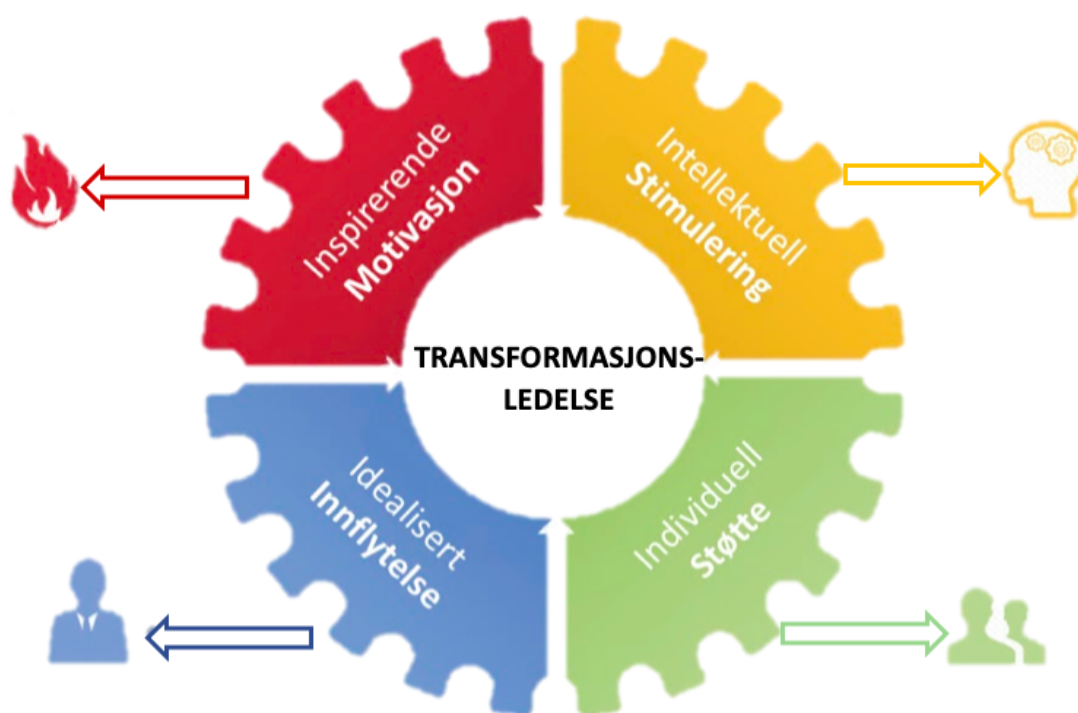 Inspirerende
Motivasjon
Intellektuell
Stimulering
TRANSFORMASJONS-
LEDELSE
Idealisert
Innflytelse
Individuell
Støtte